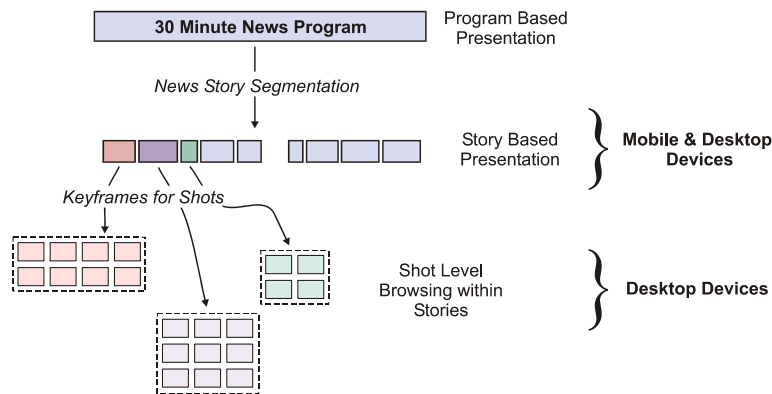 30 Minute News Program
Program Based
Presentation
News Story Segmentation
Story Based
Presentation
Mobile & Desktop
Devices
Keyframes for Shots
Shot Level
Browsing within
Stories
Desktop Devices